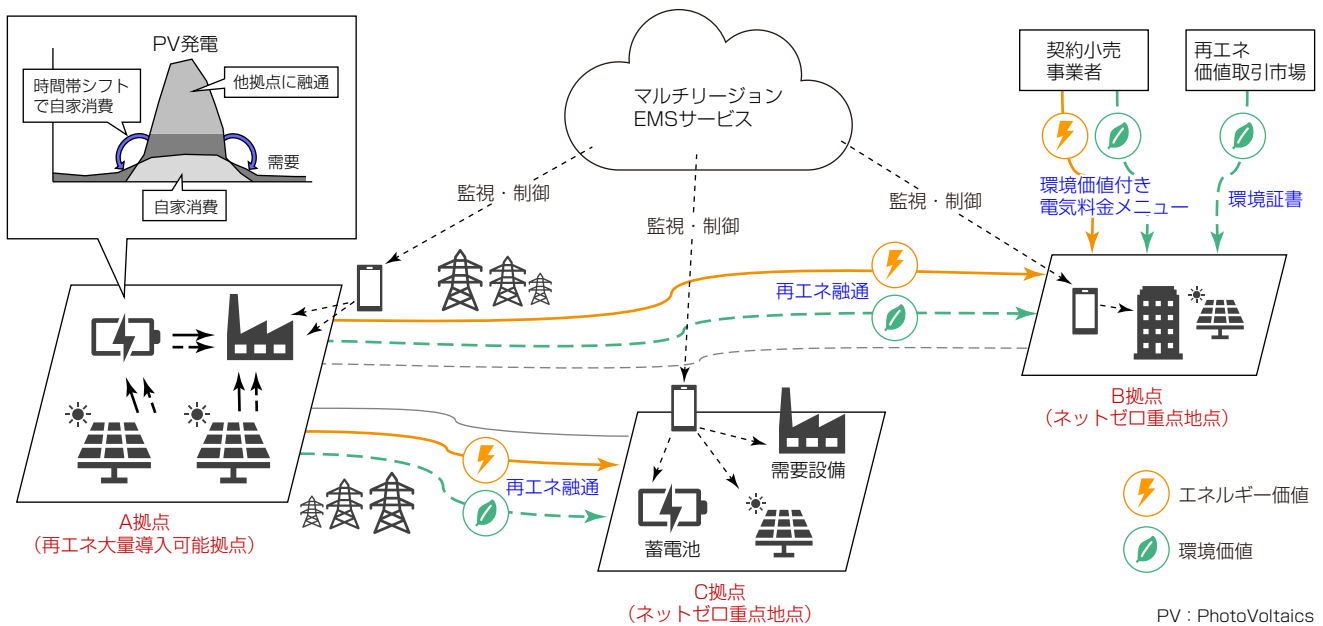 PV発電
時間帯シフト
で自家消費
他拠点に融通
需要
自家消費
マルチリージョン
EMSサービス
契約小売
事業者
再エネ
価値取引市場
監視・制御
監視・制御
監視・制御
環境価値付き
電気料金メニュー
環境証書
再エネ融通
B拠点
（ネットゼロ重点地点）
再エネ融通
需要設備
蓄電池
A拠点
（再エネ大量導入可能拠点）
C拠点
（ネットゼロ重点地点）
エネルギー価値
環境価値
PV：PhotoVoltaics